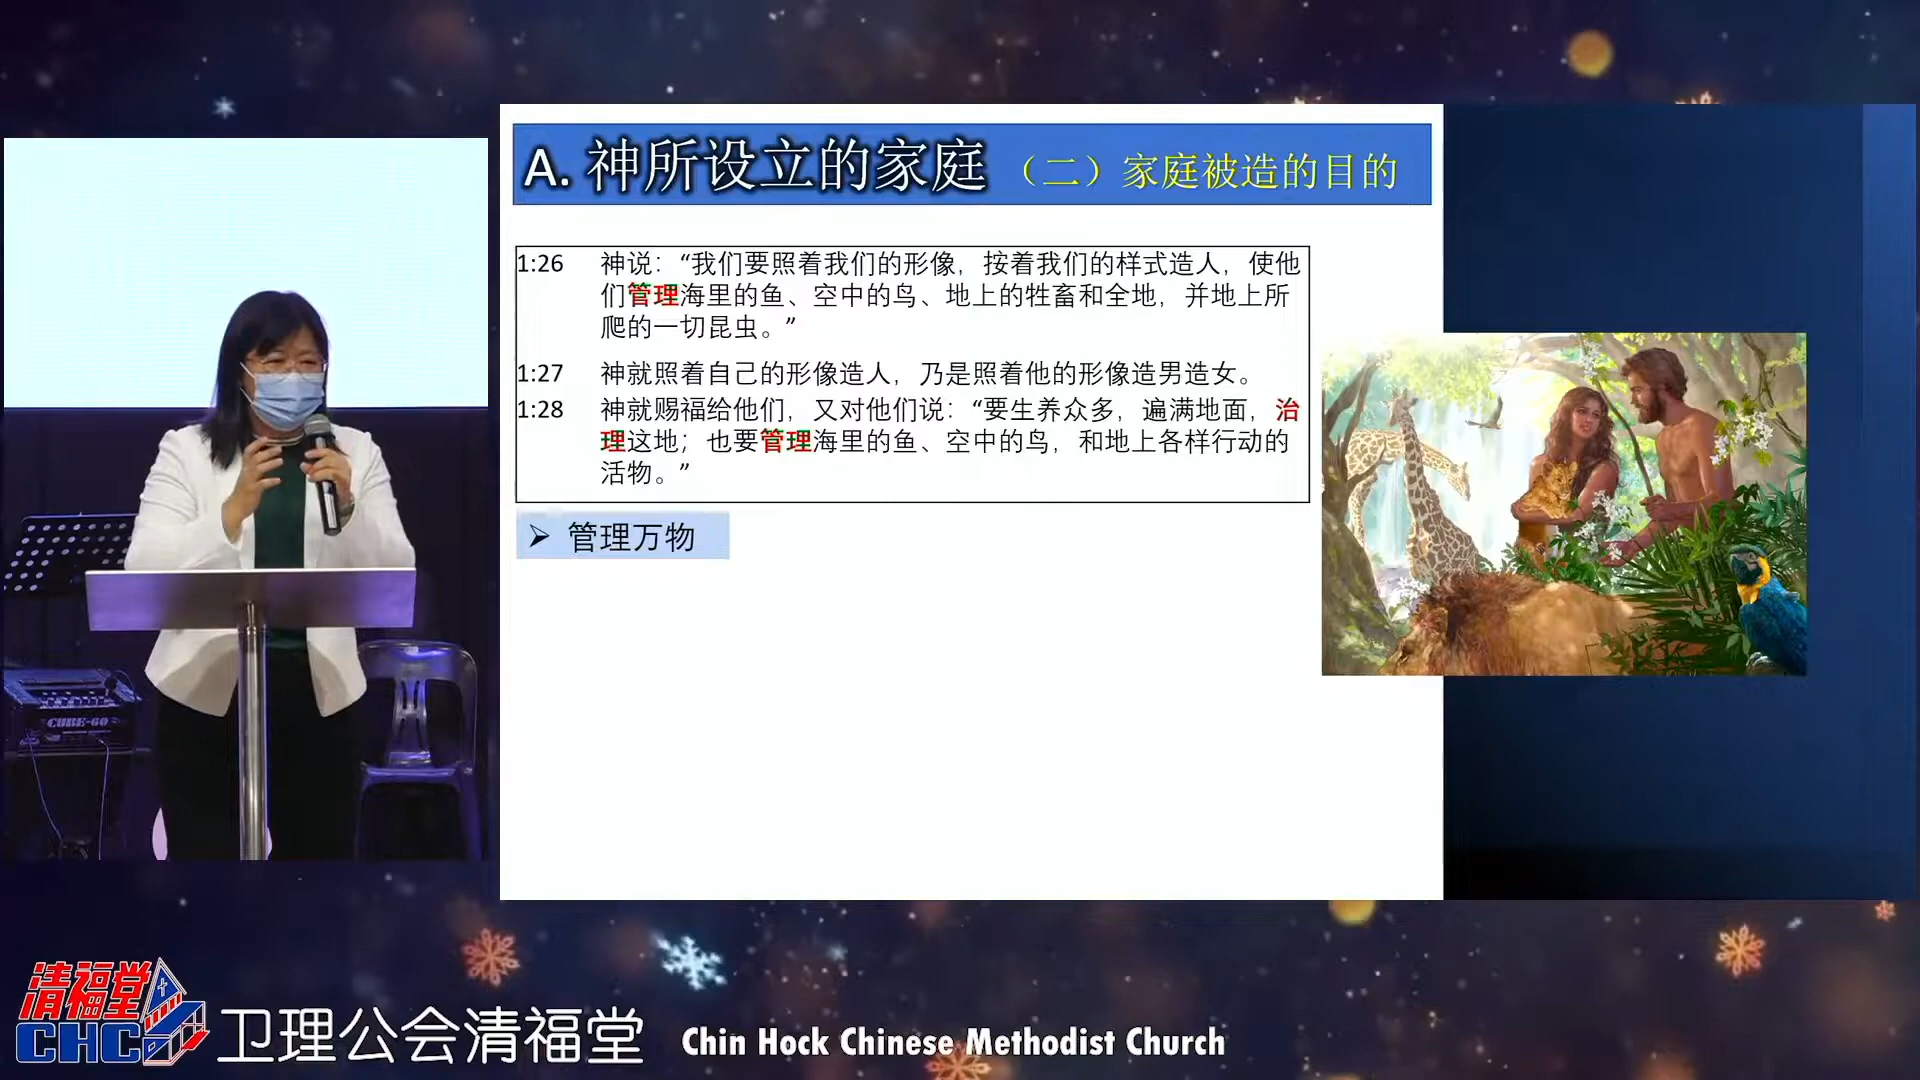 A. 神所设立的家庭 （二）家庭被造的目的
1:26 神说：“我们要照着我们的形像，按着我们的样式造人，使他
们管理海里的鱼、空中的鸟、地上的牲畜和全地，并地上所
爬的一切昆虫。”
1:27 神就照着自己的形像造人，乃是照着他的形像造男造女。
1:28 神就赐福给他们，又对他们说：“要生养众多，遍满地面，治
理这地；也要管理海里的鱼、空中的鸟，和地上各样行动的
活物。”
➢ 管理万物
CUBE-60
清福堂
CHC
卫理公会清福堂 Chin Hock Chinese Methodist Church